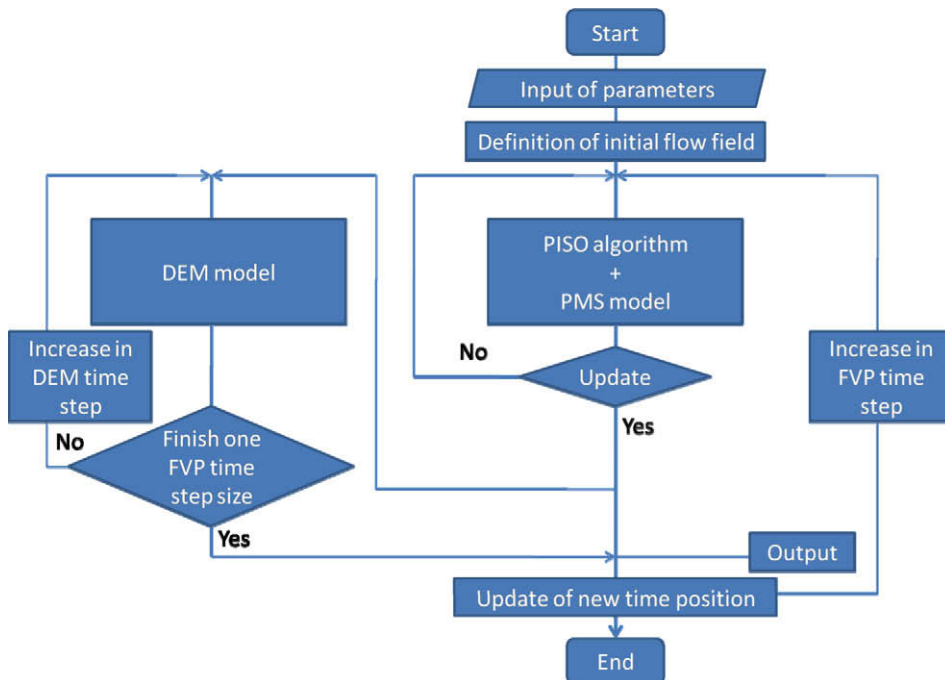 Start
Input of parameters
Definition of initial flow field
DEM model
PISO algorithm
+
PMS model
Increase in
DEM time
step
No
Update
Increase in
FVP time
step
Yes
No
Finish one
FVP time
step size
Yes
Output
Update of new time position
End